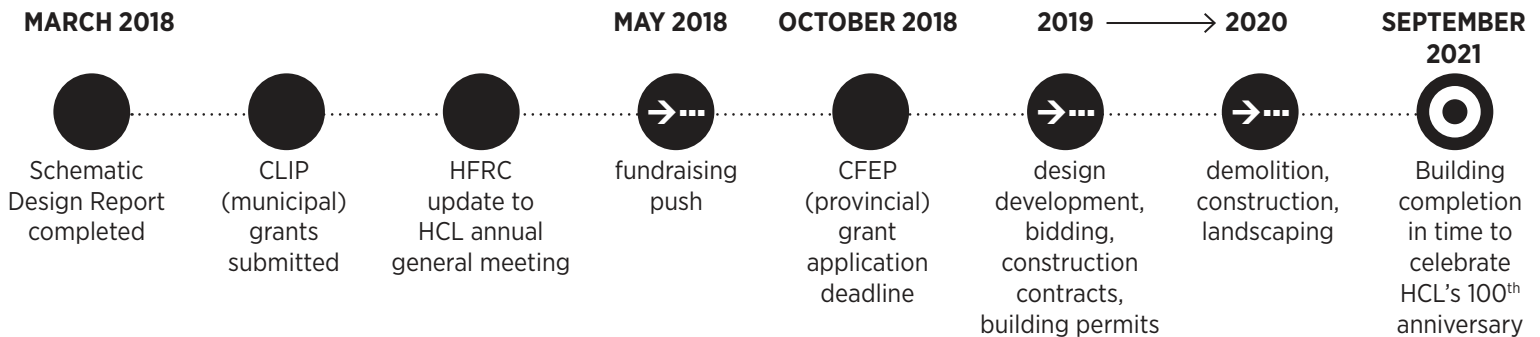 MARCH 2018
MAY 2018
OCTOBER 2018
2019
2020
SEPTEMBER
2021
Schematic
Design Report
completed
CLIP
(municipal)
grants
submitted
HFRC
update to
HCL annual
general meeting
fundraising
push
CFEP
(provincial)
grant
application
deadline
design
development,
bidding,
construction
contracts,
building permits
demolition,
construction,
landscaping
Building
completion
in time to
celebrate
HCL’s 100th
anniversary